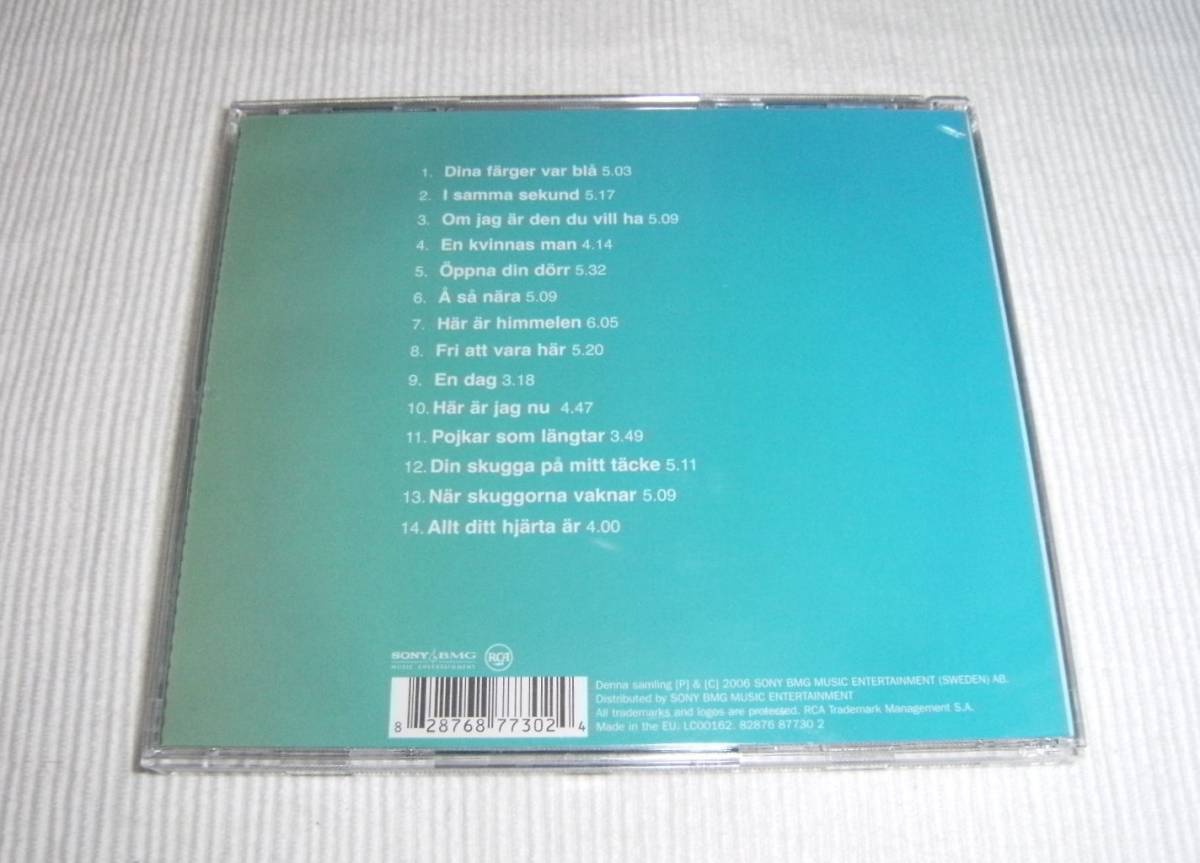 1. Dina färger var blå 5.03
2. I samma sekund 5.17
3. Om jag är den du vill ha 5.09
4. En kvinnas man 4.14
5. Öppna din dörr 5.32
6. Å så nära 5.09
7. Här är himmelen 6.05
8. Fri att vara här 5.20
9. En dag 3.18
10. Här är jag nu 4.47
11. Pojkar som längtar 3.49
12. Din skugga på mitt täcke 5.11
13. När skuggorna vaknar 5.09
14. Allt ditt hjärta är 4.00
SONY BMG
MUSIC ENTERTAINMENT
RCA
8 28768 77302 4
Denna samling [P] & [C] 2006 SONY BMG MUSIC ENTERTAINMENT (SWEDEN) AB.
Distributed by SONY BMG MUSIC ENTERTAINMENT
All trademarks and logos are protected. RCA Trademark Management S.A.
Made in the EU. LC00162. 82876 87730 2